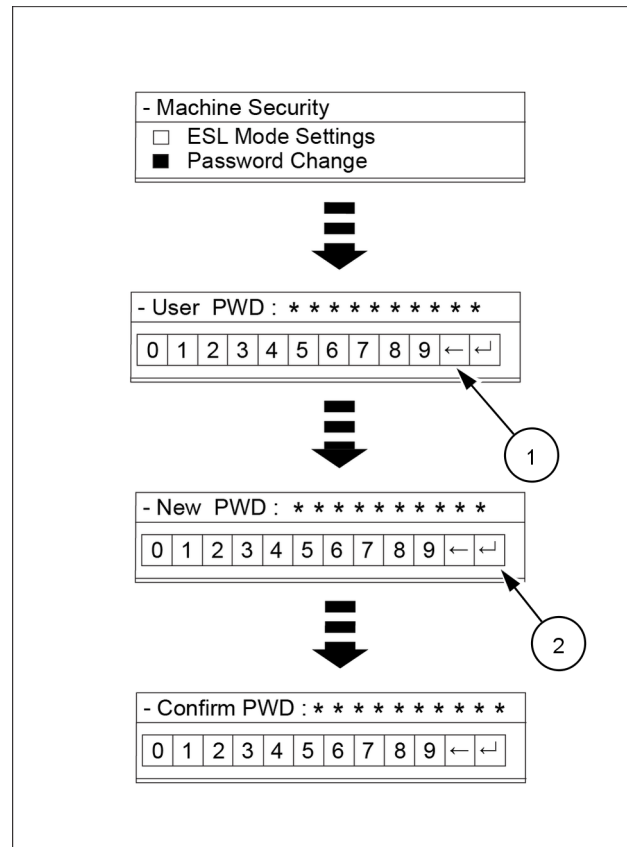 - Machine Security
□ ESL Mode Settings
■ Password Change
- User PWD : * * * * * * * * * *
0 1 2 3 4 5 6 7 8 9 ← ↵
1
- New PWD : * * * * * * * * * *
0 1 2 3 4 5 6 7 8 9 ← ↵
2
- Confirm PWD : * * * * * * * * * *
0 1 2 3 4 5 6 7 8 9 ← ↵